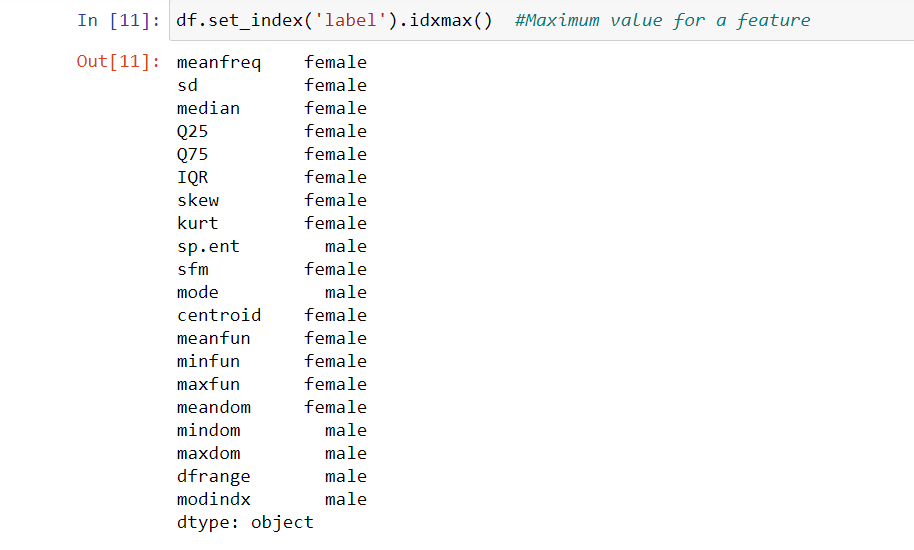 In [11]: df.set_index('label').idxmax()  #Maximum value for a feature
Out[11]: meanfreq    female
sd          female
median      female
Q25         female
Q75         female
IQR         female
skew        female
kurt        female
sp.ent        male
sfm         female
mode          male
centroid    female
meanfun     female
minfun      female
maxfun      female
meandom     female
mindom        male
maxdom        male
dfrange       male
modindx       male
dtype: object